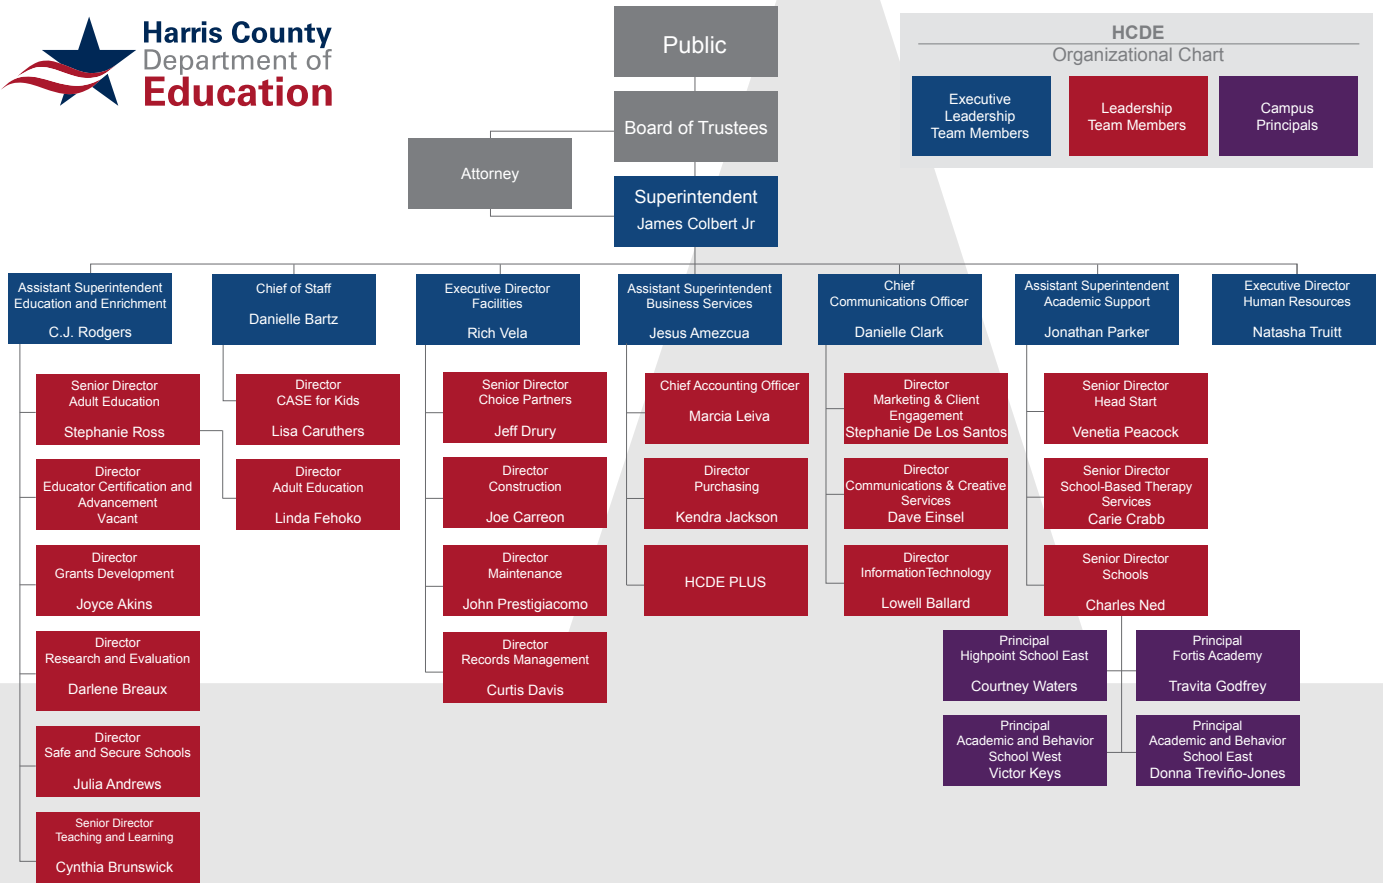 Harris County
Department of
Education
Public
Board of Trustees
Attorney
Superintendent
James Colbert Jr
HCDE
Organizational Chart
Executive
Leadership
Team Members
Leadership
Team Members
Campus
Principals
Assistant Superintendent
Education and Enrichment
C.J. Rodgers
Chief of Staff
Danielle Bartz
Executive Director
Facilities
Rich Vela
Assistant Superintendent
Business Services
Jesus Amezcua
Chief
Communications Officer
Danielle Clark
Assistant Superintendent
Academic Support
Jonathan Parker
Executive Director
Human Resources
Natasha Truitt
Senior Director
Adult Education
Stephanie Ross
Director
Educator Certification and
Advancement
Vacant
Director
Grants Development
Joyce Akins
Director
Research and Evaluation
Darlene Breaux
Director
Safe and Secure Schools
Julia Andrews
Senior Director
Teaching and Learning
Cynthia Brunswick
Director
CASE for Kids
Lisa Caruthers
Director
Adult Education
Linda Fehoko
Senior Director
Choice Partners
Jeff Drury
Director
Construction
Joe Carreon
Director
Maintenance
John Prestigiacomo
Director
Records Management
Curtis Davis
Chief Accounting Officer
Marcia Leiva
Director
Purchasing
Kendra Jackson
HCDE PLUS
Director
Marketing & Client
Engagement
Stephanie De Los Santos
Director
Communications & Creative
Services
Dave Einsel
Director
InformationTechnology
Lowell Ballard
Senior Director
Head Start
Venetia Peacock
Senior Director
School-Based Therapy
Services
Carie Crabb
Senior Director
Schools
Charles Ned
Principal
Highpoint School East
Courtney Waters
Principal
Fortis Academy
Travita Godfrey
Principal
Academic and Behavior
School West
Victor Keys
Principal
Academic and Behavior
School East
Donna Treviño-Jones